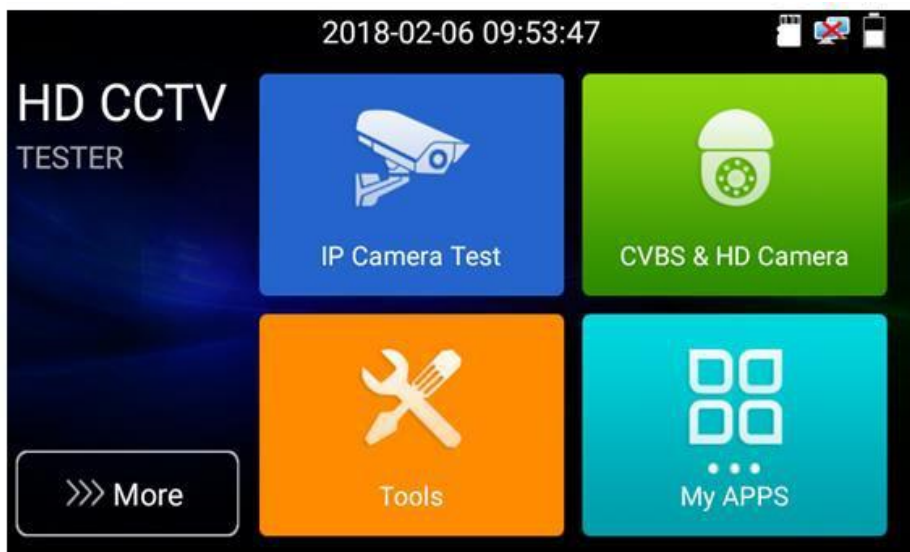 2018-02-06 09:53:47
HD CCTV
TESTER
IP Camera Test
CVBS & HD Camera
Tools
My APPS
>>> More